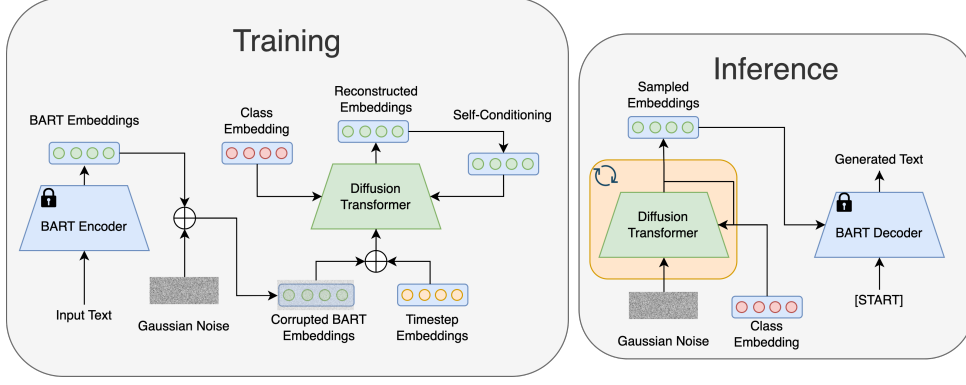 Training
BART Embeddings
Class
Embedding
Reconstructed
Embeddings
Self-Conditioning
BART Encoder
Diffusion
Transformer
Input Text
Gaussian Noise
Corrupted BART
Embeddings
Timestep
Embeddings
Inference
Sampled
Embeddings
Generated Text
Diffusion
Transformer
BART Decoder
Gaussian Noise
Class
Embedding
[START]